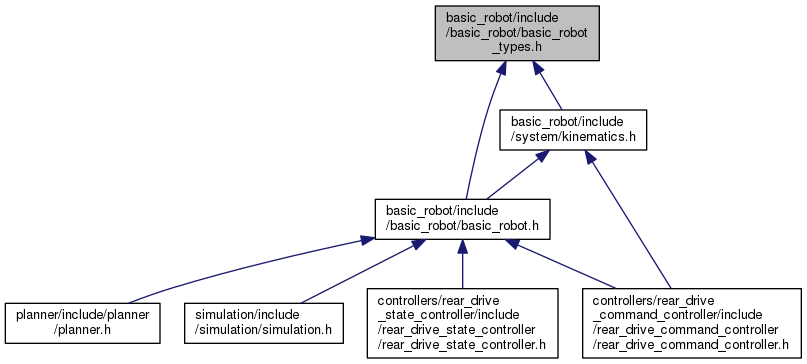 basic_robot/include
/basic_robot/basic_robot
_types.h
basic_robot/include
/system/kinematics.h
basic_robot/include
/basic_robot/basic_robot.h
planner/include/planner
/planner.h
simulation/include
/simulation/simulation.h
controllers/rear_drive
_state_controller/include
/rear_drive_state_controller
/rear_drive_state_controller.h
controllers/rear_drive
_command_controller/include
/rear_drive_command_controller
/rear_drive_command_controller.h